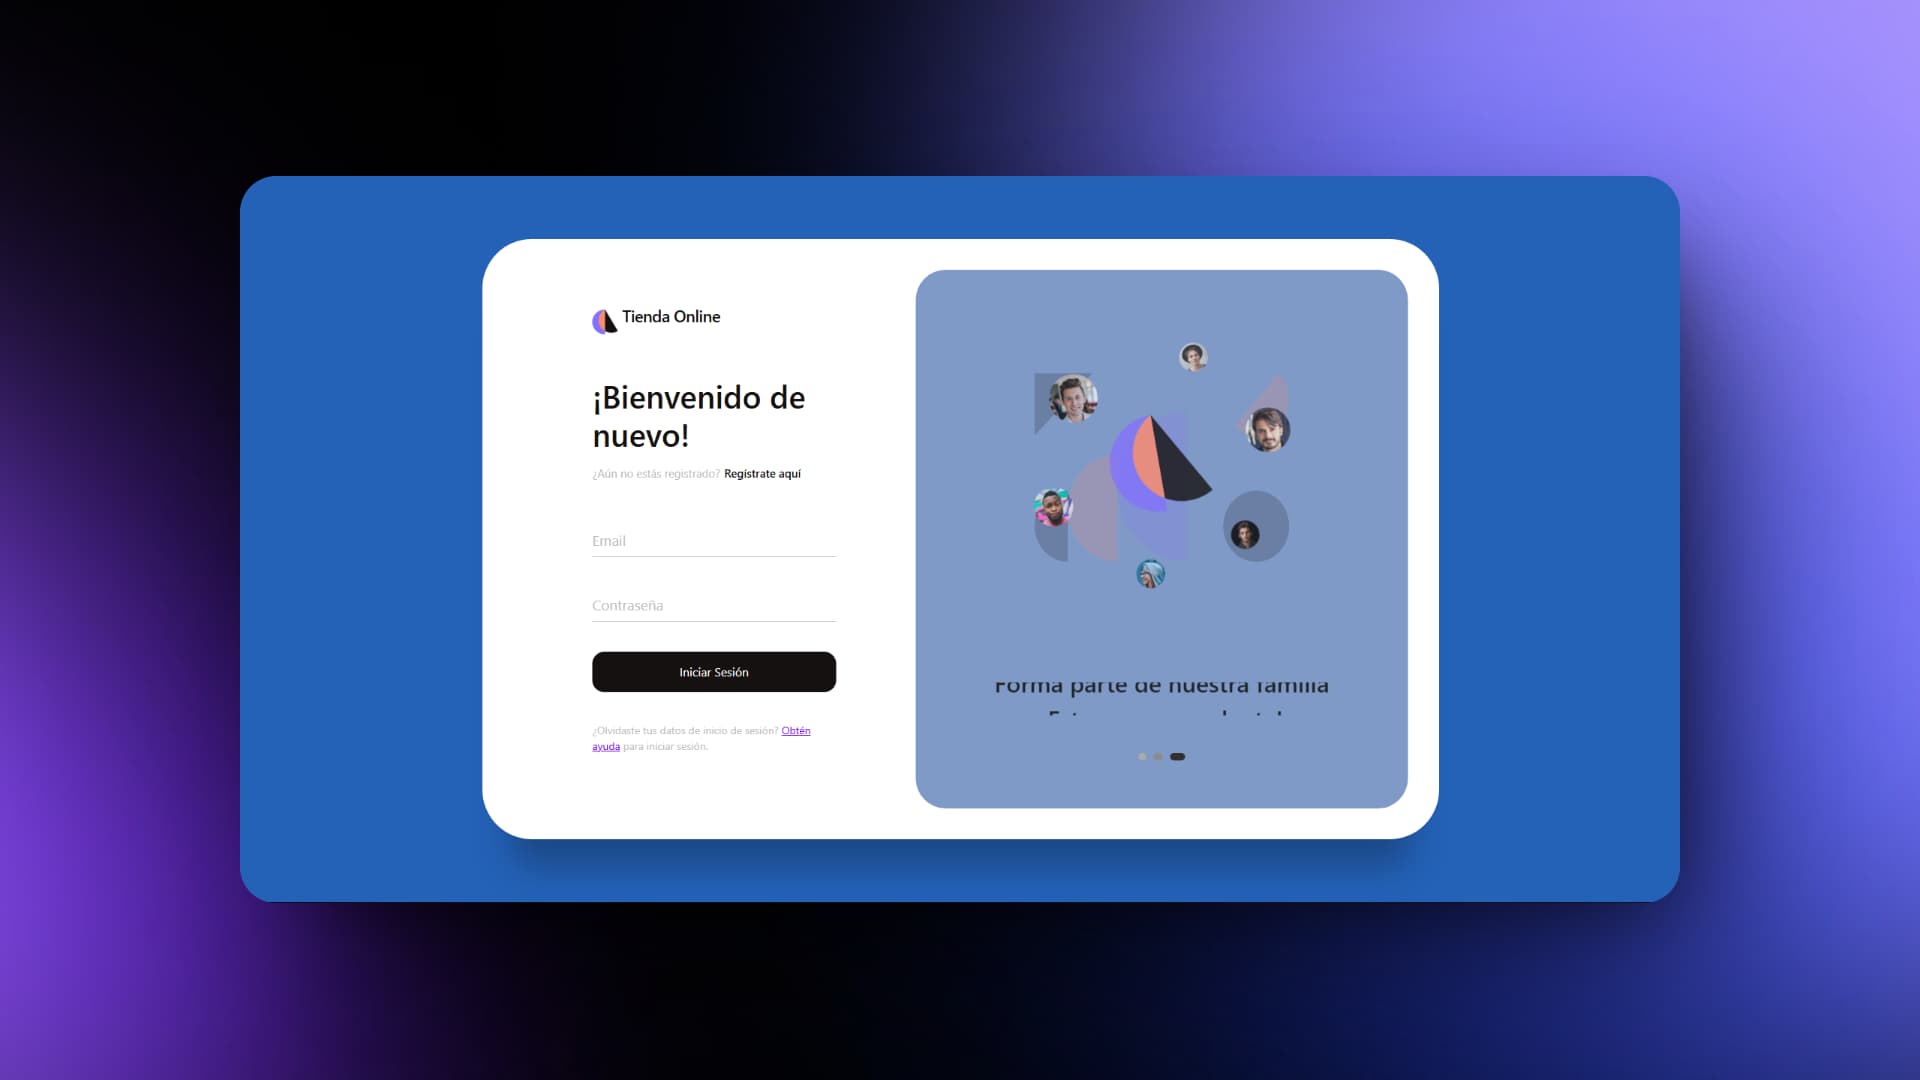 Tienda Online
¡Bienvenido de
nuevo!
¿Aún no estás registrado? Regístrate aquí
Email
Contraseña
Iniciar Sesión
¿Olvidaste tus datos de inicio de sesión? Obtén
ayuda para iniciar sesión.
Forma parte de nuestra familia